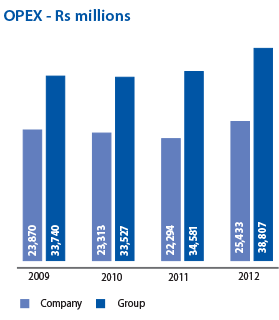 OPEX - Rs millions
23,870 33,740 23,313 33,527 22,294 34,581 25,433 38,807
2009 2010 2011 2012
Company Group